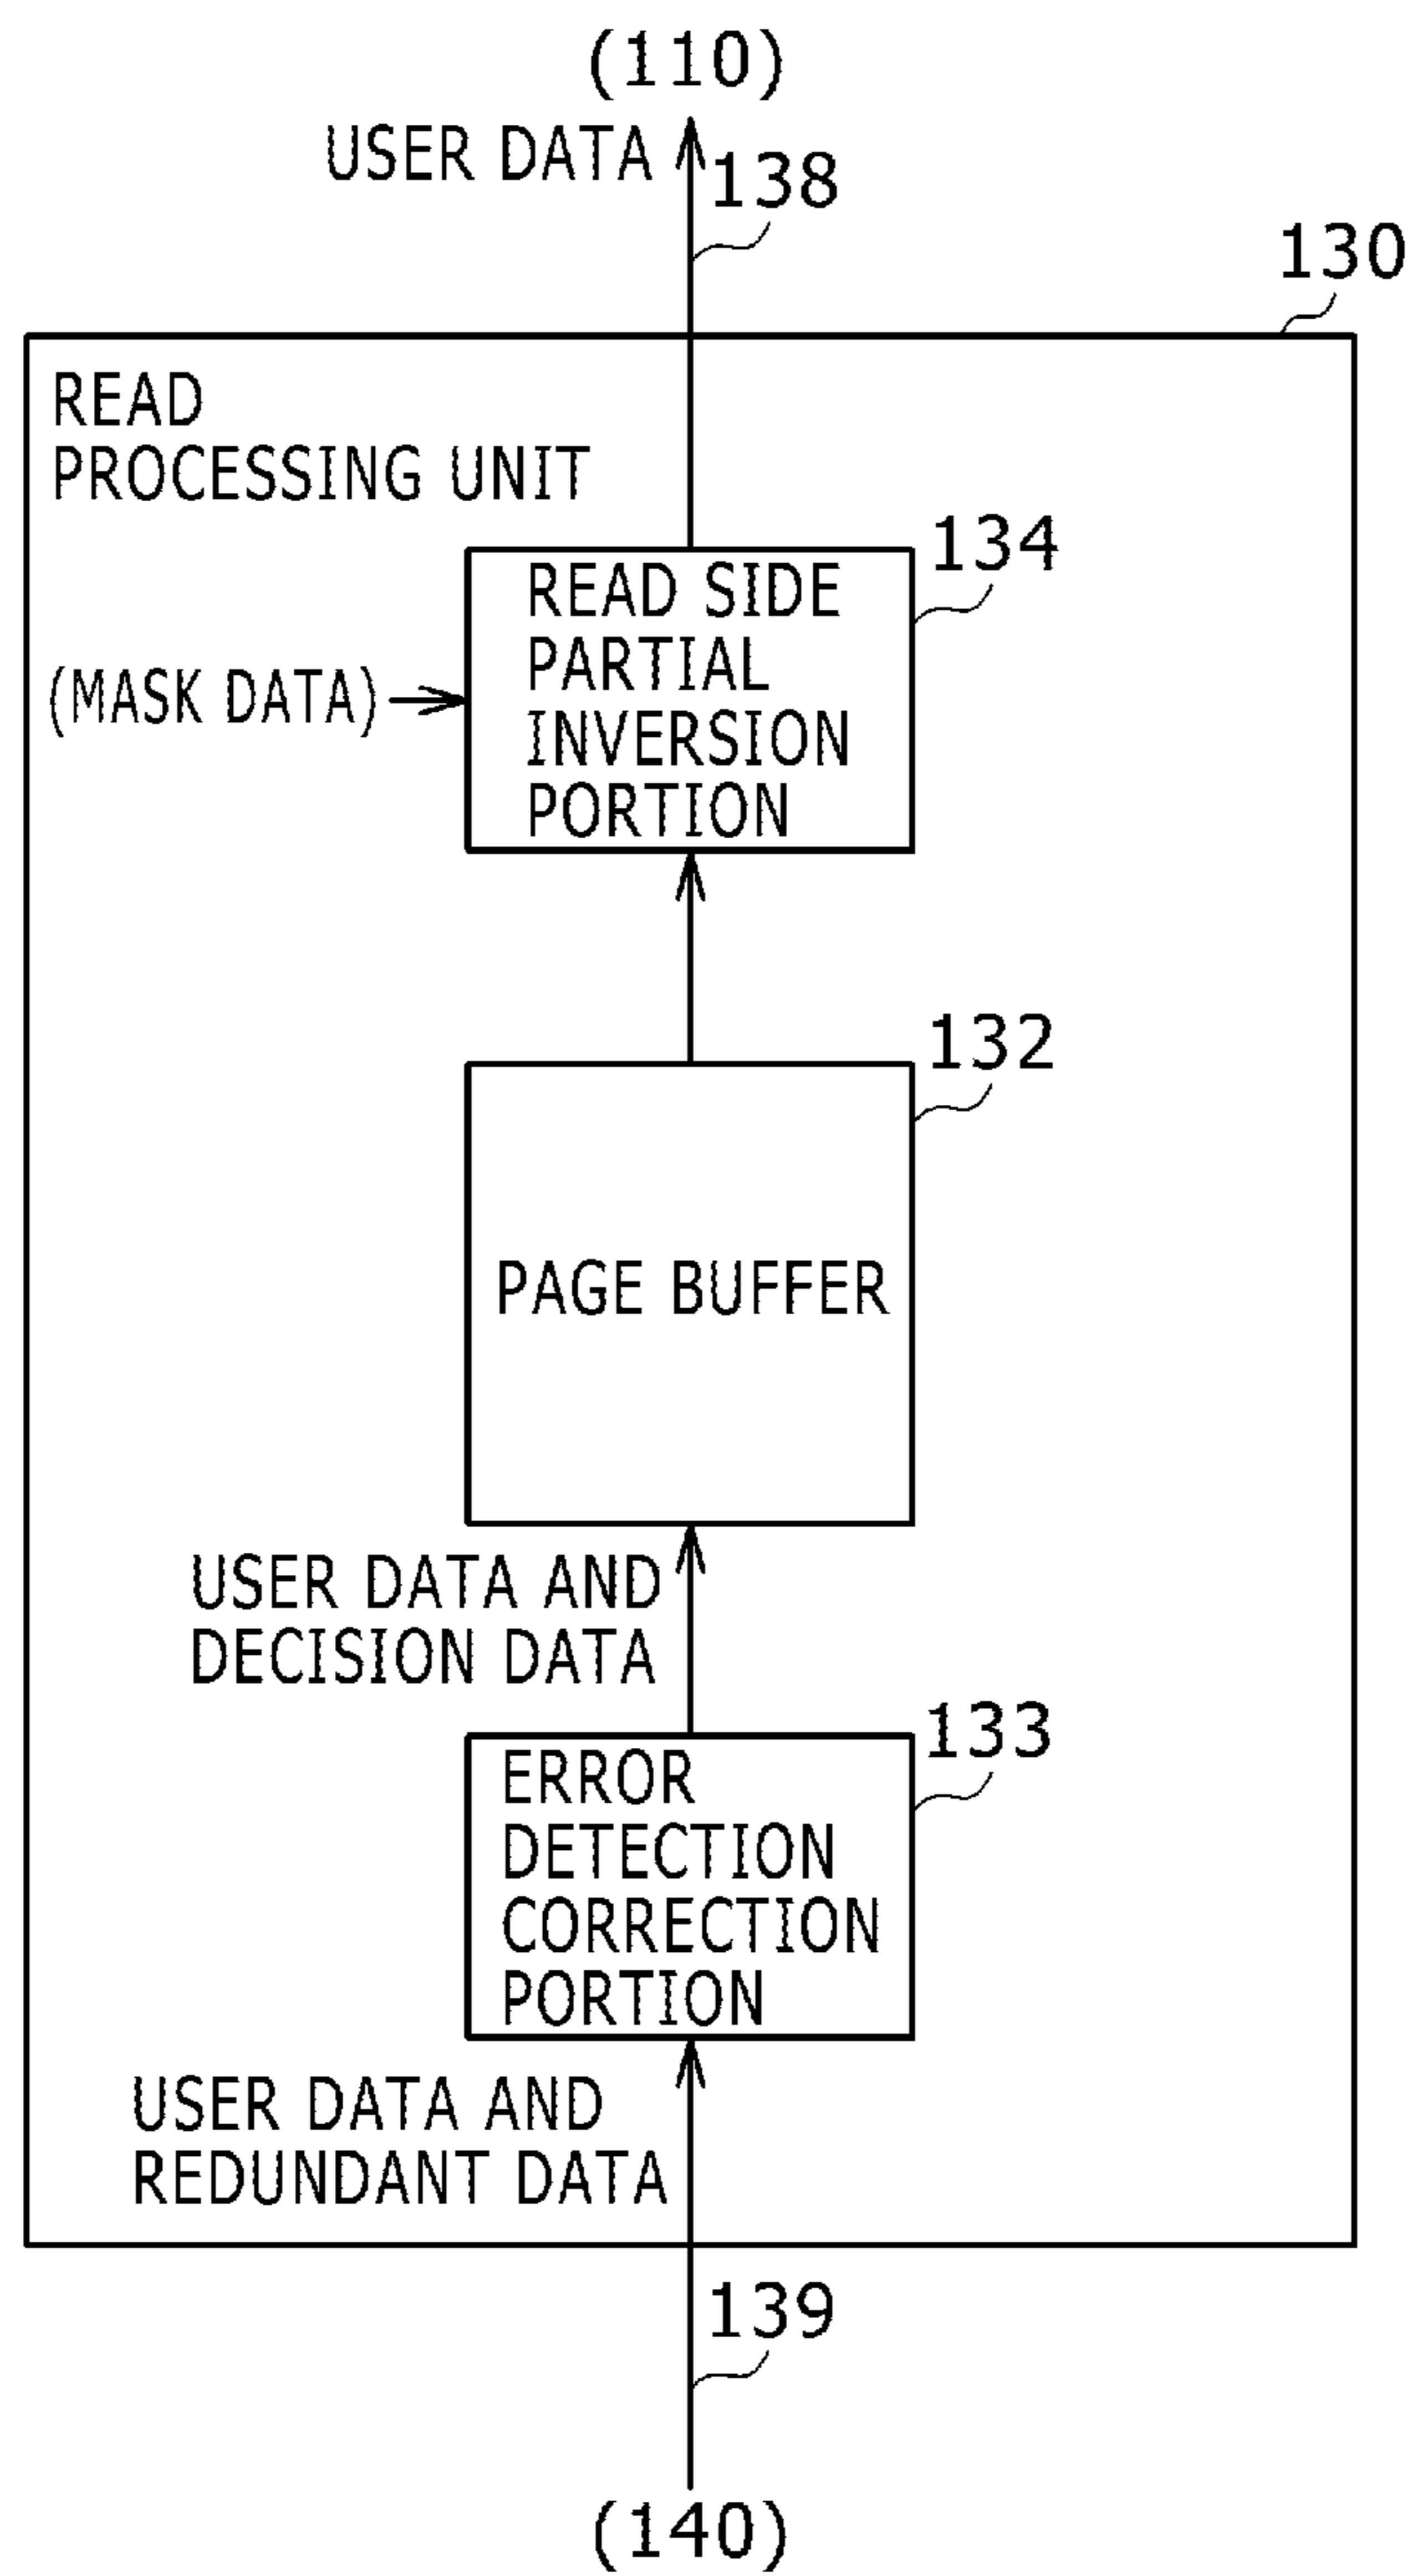 (110)
USER DATA
138
130
READ
PROCESSING UNIT
134
READ SIDE
PARTIAL
INVERSION
PORTION
(MASK DATA)
132
PAGE BUFFER
USER DATA AND
DECISION DATA
133
ERROR
DETECTION
CORRECTION
PORTION
USER DATA AND
REDUNDANT DATA
139
(140)